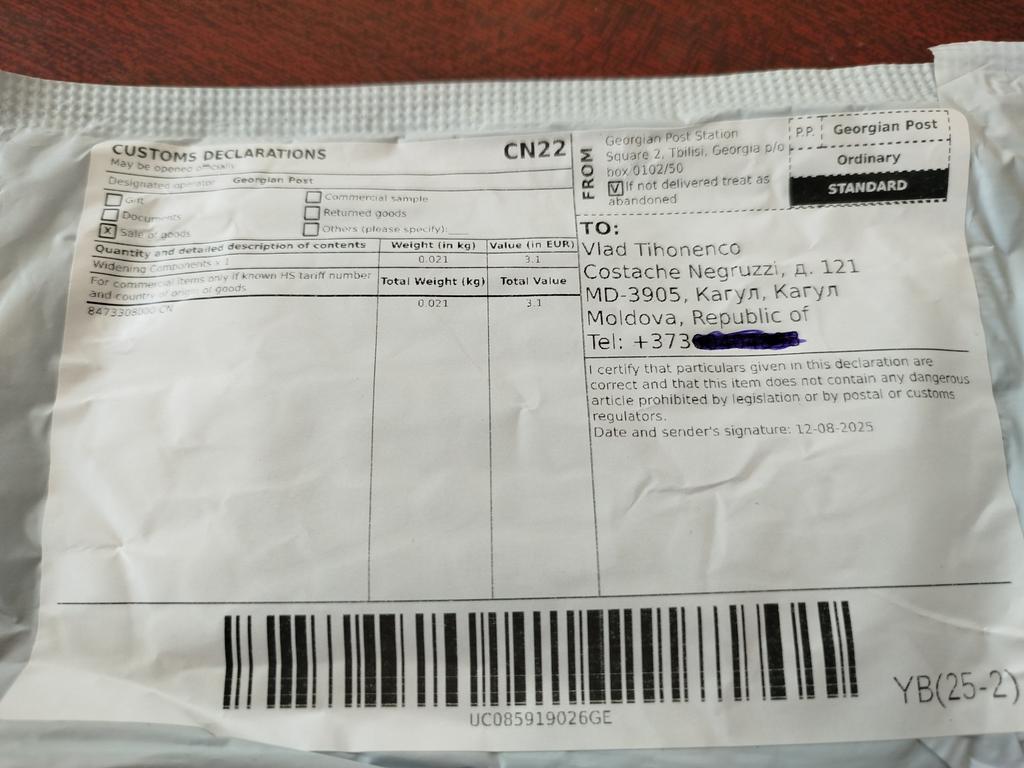 CUSTOMS DECLARATIONS CN22
May be opened officially
Designated operator Georgian Post
Gift
Commercial sample
Documents
Returned goods
X Sale of goods
Others (please specify):____
Quantity and detailed description of contents Weight (in kg) Value (in EUR)
Widening Components x 1 0.021 3.1
For commercial items only if known HS tariff number
and country of origin of goods
Total Weight (kg) Total Value
8473308000 CN 0.021 3.1
FROM
Georgian Post Station
Square 2, Tbilisi, Georgia p/o
box 0102/50
If not delivered treat as
abandoned
P.P. Georgian Post
Ordinary
STANDARD
TO:
Vlad Tihonenco
Costache Negruzzi, д. 121
MD-3905, Кагул, Кагул
Moldova, Republic of
Tel: +373
I certify that particulars given in this declaration are
correct and that this item does not contain any dangerous
article prohibited by legislation or by postal or customs
regulators.
Date and sender's signature: 12-08-2025
UC085919026GE
YB(25-2)